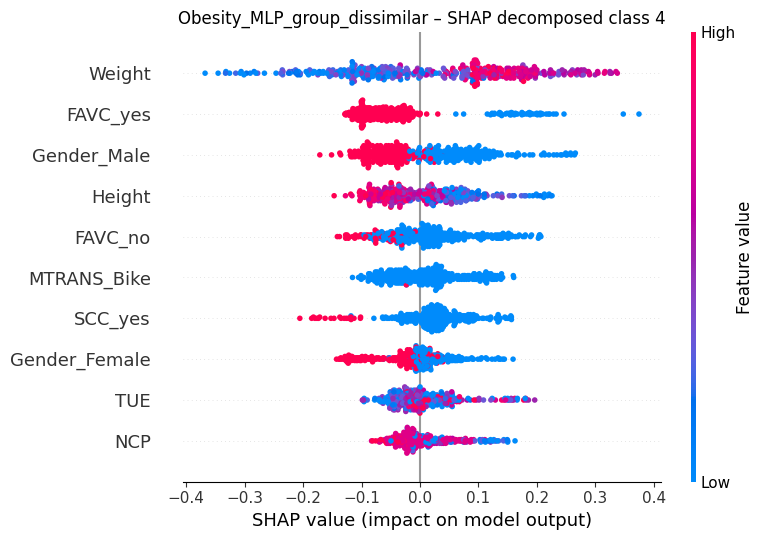 Obesity_MLP_group_dissimilar – SHAP decomposed class 4
High
Weight
FAVC_yes
Gender_Male
Height
FAVC_no
MTRANS_Bike
SCC_yes
Gender_Female
TUE
NCP
Feature value
Low
−0.4 −0.3 −0.2 −0.1 0.0 0.1 0.2 0.3 0.4
SHAP value (impact on model output)